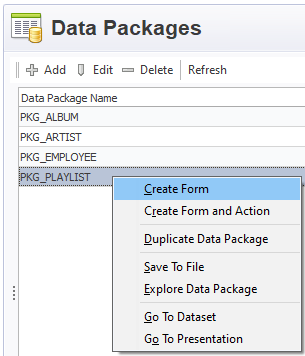 Data Packages
Add Edit Delete Refresh
Data Package Name
PKG_ALBUM
PKG_ARTIST
PKG_EMPLOYEE
PKG_PLAYLIST
Create Form
Create Form and Action
Duplicate Data Package
Save To File
Explore Data Package
Go To Dataset
Go To Presentation